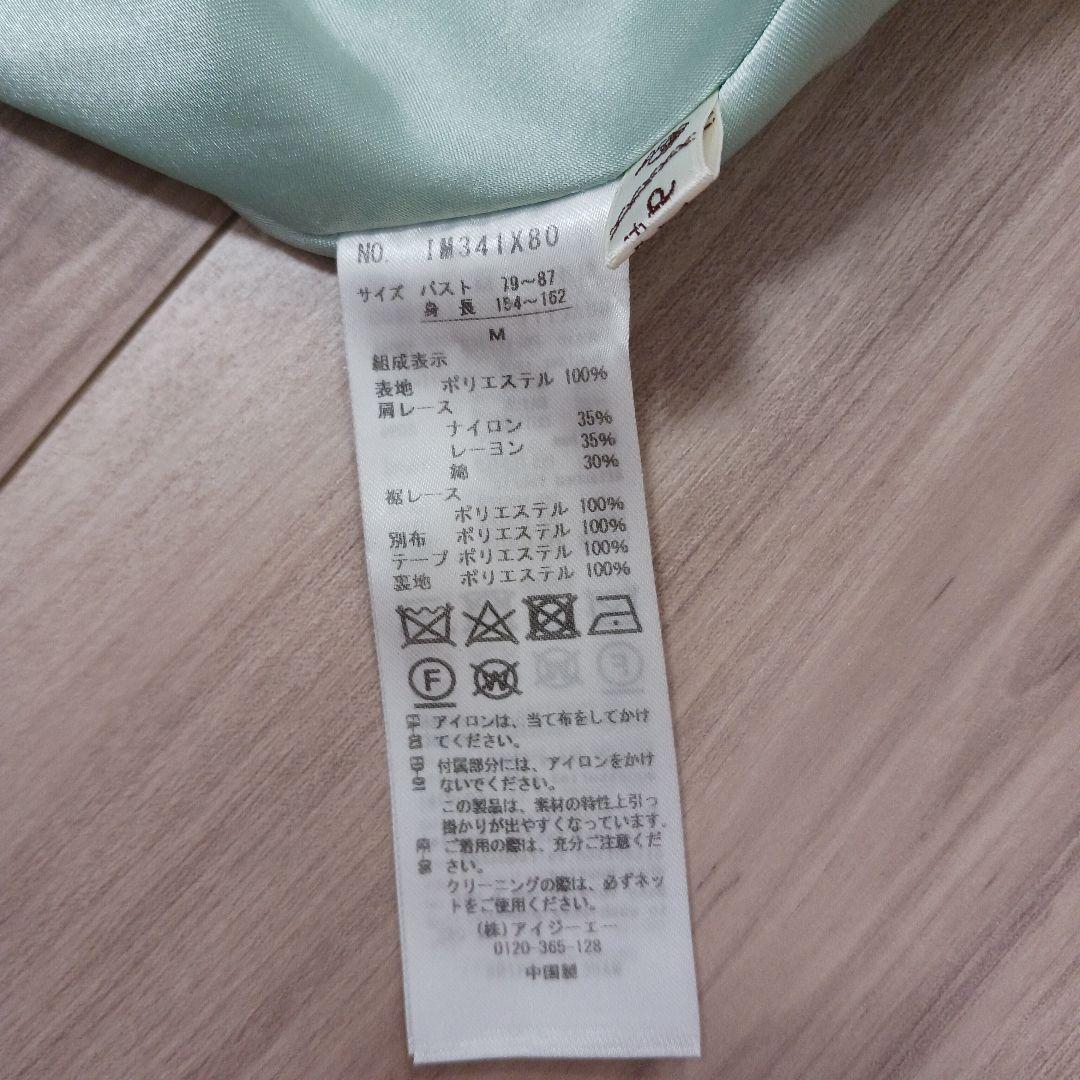 NO. IM341X80
サイズ バスト 79~87
身長 154~162
M
組成表示
表地 ポリエステル 100%
肩レース
ナイロン 35%
レーヨン 35%
綿 30%
裾レース
ポリエステル 100%
別布 ポリエステル 100%
テープ ポリエステル 100%
裏地 ポリエステル 100%
F W
アイロンは、当て布をしてかけ
てください。
付属部分には、アイロンをかけ
ないでください。
この製品は、素材の特性上引っ
掛かりが出やすくなっています。
ご着用の際は、充分ご注意くだ
さい。
クリーニングの際は、必ずネッ
トをご使用ください。
(株)アイジーエー
0120-365-128
中国製